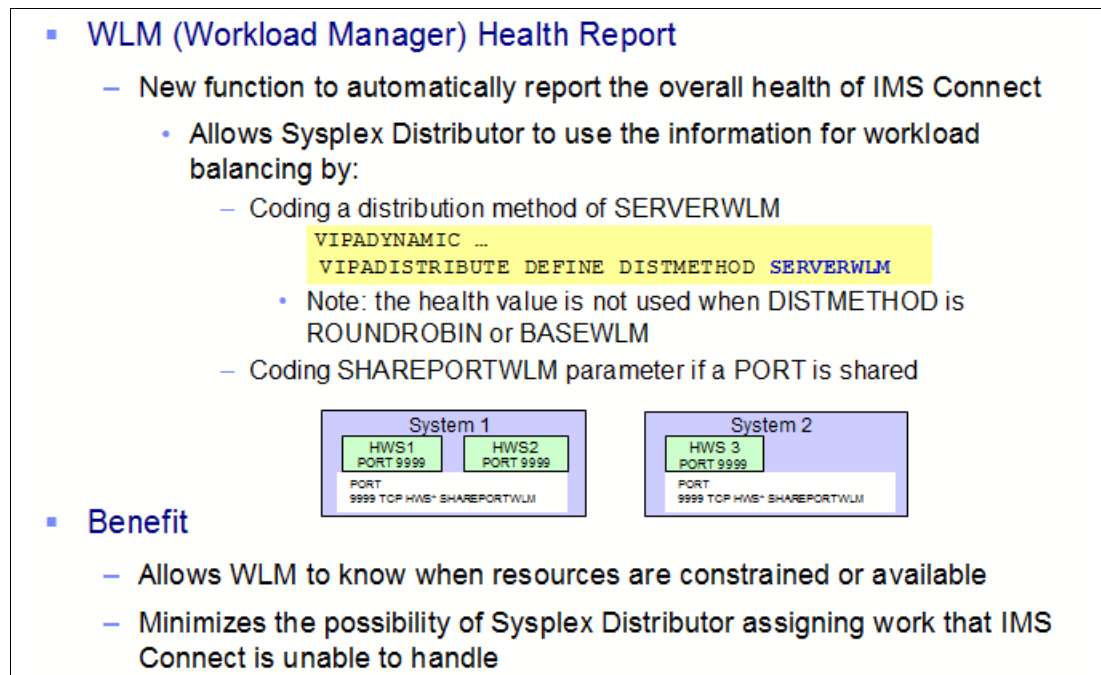 WLM (Workload Manager) Health Report
– New function to automatically report the overall health of IMS Connect
• Allows Sysplex Distributor to use the information for workload
balancing by:
– Coding a distribution method of SERVERWLM
VIPADYNAMIC …
VIPADISTRIBUTE DEFINE DISTMETHOD SERVERWLM
• Note: the health value is not used when DISTMETHOD is
ROUNDROBIN or BASEWLM
– Coding SHAREPORTWLM parameter if a PORT is shared
System 1
HWS1
PORT 9999
HWS2
PORT 9999
PORT
9999 TCP HWS* SHAREPORTWLM
System 2
HWS 3
PORT 9999
PORT
9999 TCP HWS* SHAREPORTWLM
Benefit
– Allows WLM to know when resources are constrained or available
– Minimizes the possibility of Sysplex Distributor assigning work that IMS
Connect is unable to handle